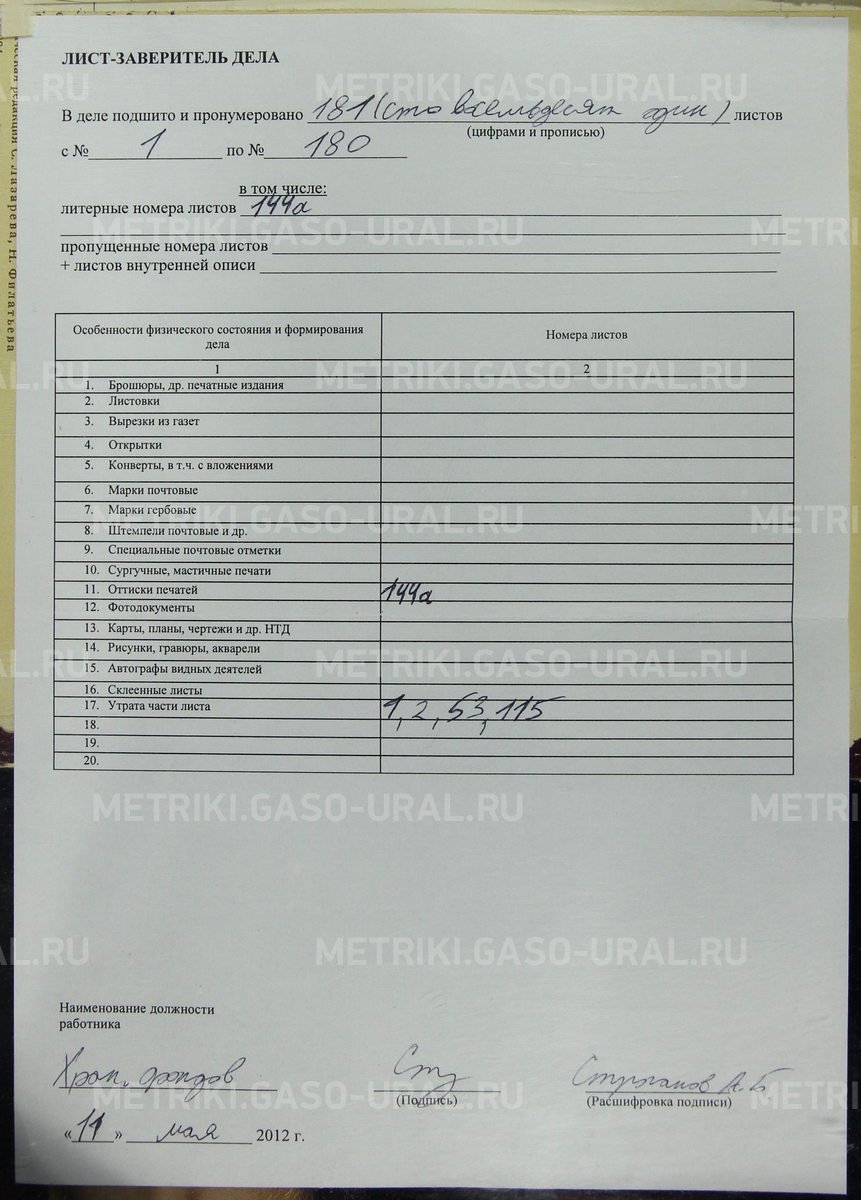 ЛИСТ-ЗАВЕРИТЕЛЬ ДЕЛА
В деле подшито и пронумеровано 181 (сто восемьдесят один) листов
(цифрами и прописью)
с № 1 по № 180
в том числе:
литерные номера листов 144а
пропущенные номера листов
+ листов внутренней описи
Особенности физического состояния и формирования дела Номера листов
1 2
1. Брошюры, др. печатные издания
2. Листовки
3. Вырезки из газет
4. Открытки
5. Конверты, в т.ч. с вложениями
6. Марки почтовые
7. Марки гербовые
8. Штемпели почтовые и др.
9. Специальные почтовые отметки
10. Сургучные, мастичные печати
11. Оттиски печатей 144а
12. Фотодокументы
13. Карты, планы, чертежи и др. НТД
14. Рисунки, гравюры, акварели
15. Автографы видных деятелей
16. Склеенные листы
17. Утрата части листа 1, 2, 53, 115
18.
19.
20.
Наименование должности
работника
Хран. фондов
(Подпись) (Расшифровка подписи)
«11» мая 2012 г.
редакция С. Лазарева, Н. Филатьева
METRIKI.GASO-URAL.RU